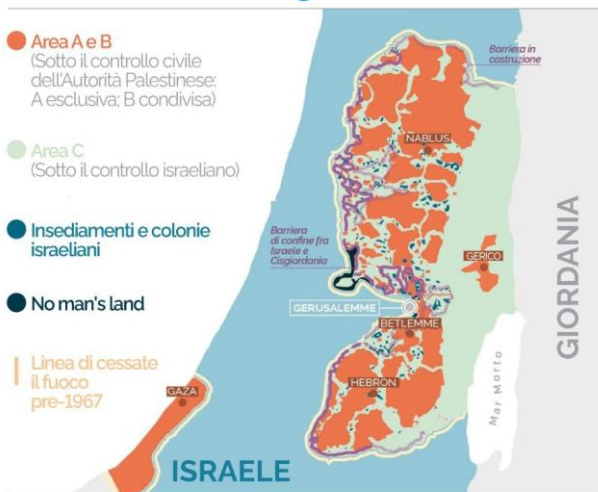 Area A e B
(Sotto il controllo civile
dell'Autorità Palestinese:
A esclusiva; B condivisa)
Area C
(Sotto il controllo israeliano)
Insediamenti e colonie
israeliani
No man's land
Linea di cessate
il fuoco
pre-1967
Barriera in
costruzione
NABLUS
Barriera
di confine fra
Israele e
Cisgiordania
GERICO
GERUSALEMME
BETLEMME
HEBRON
GAZA
Mar Morto
GIORDANIA
ISRAELE